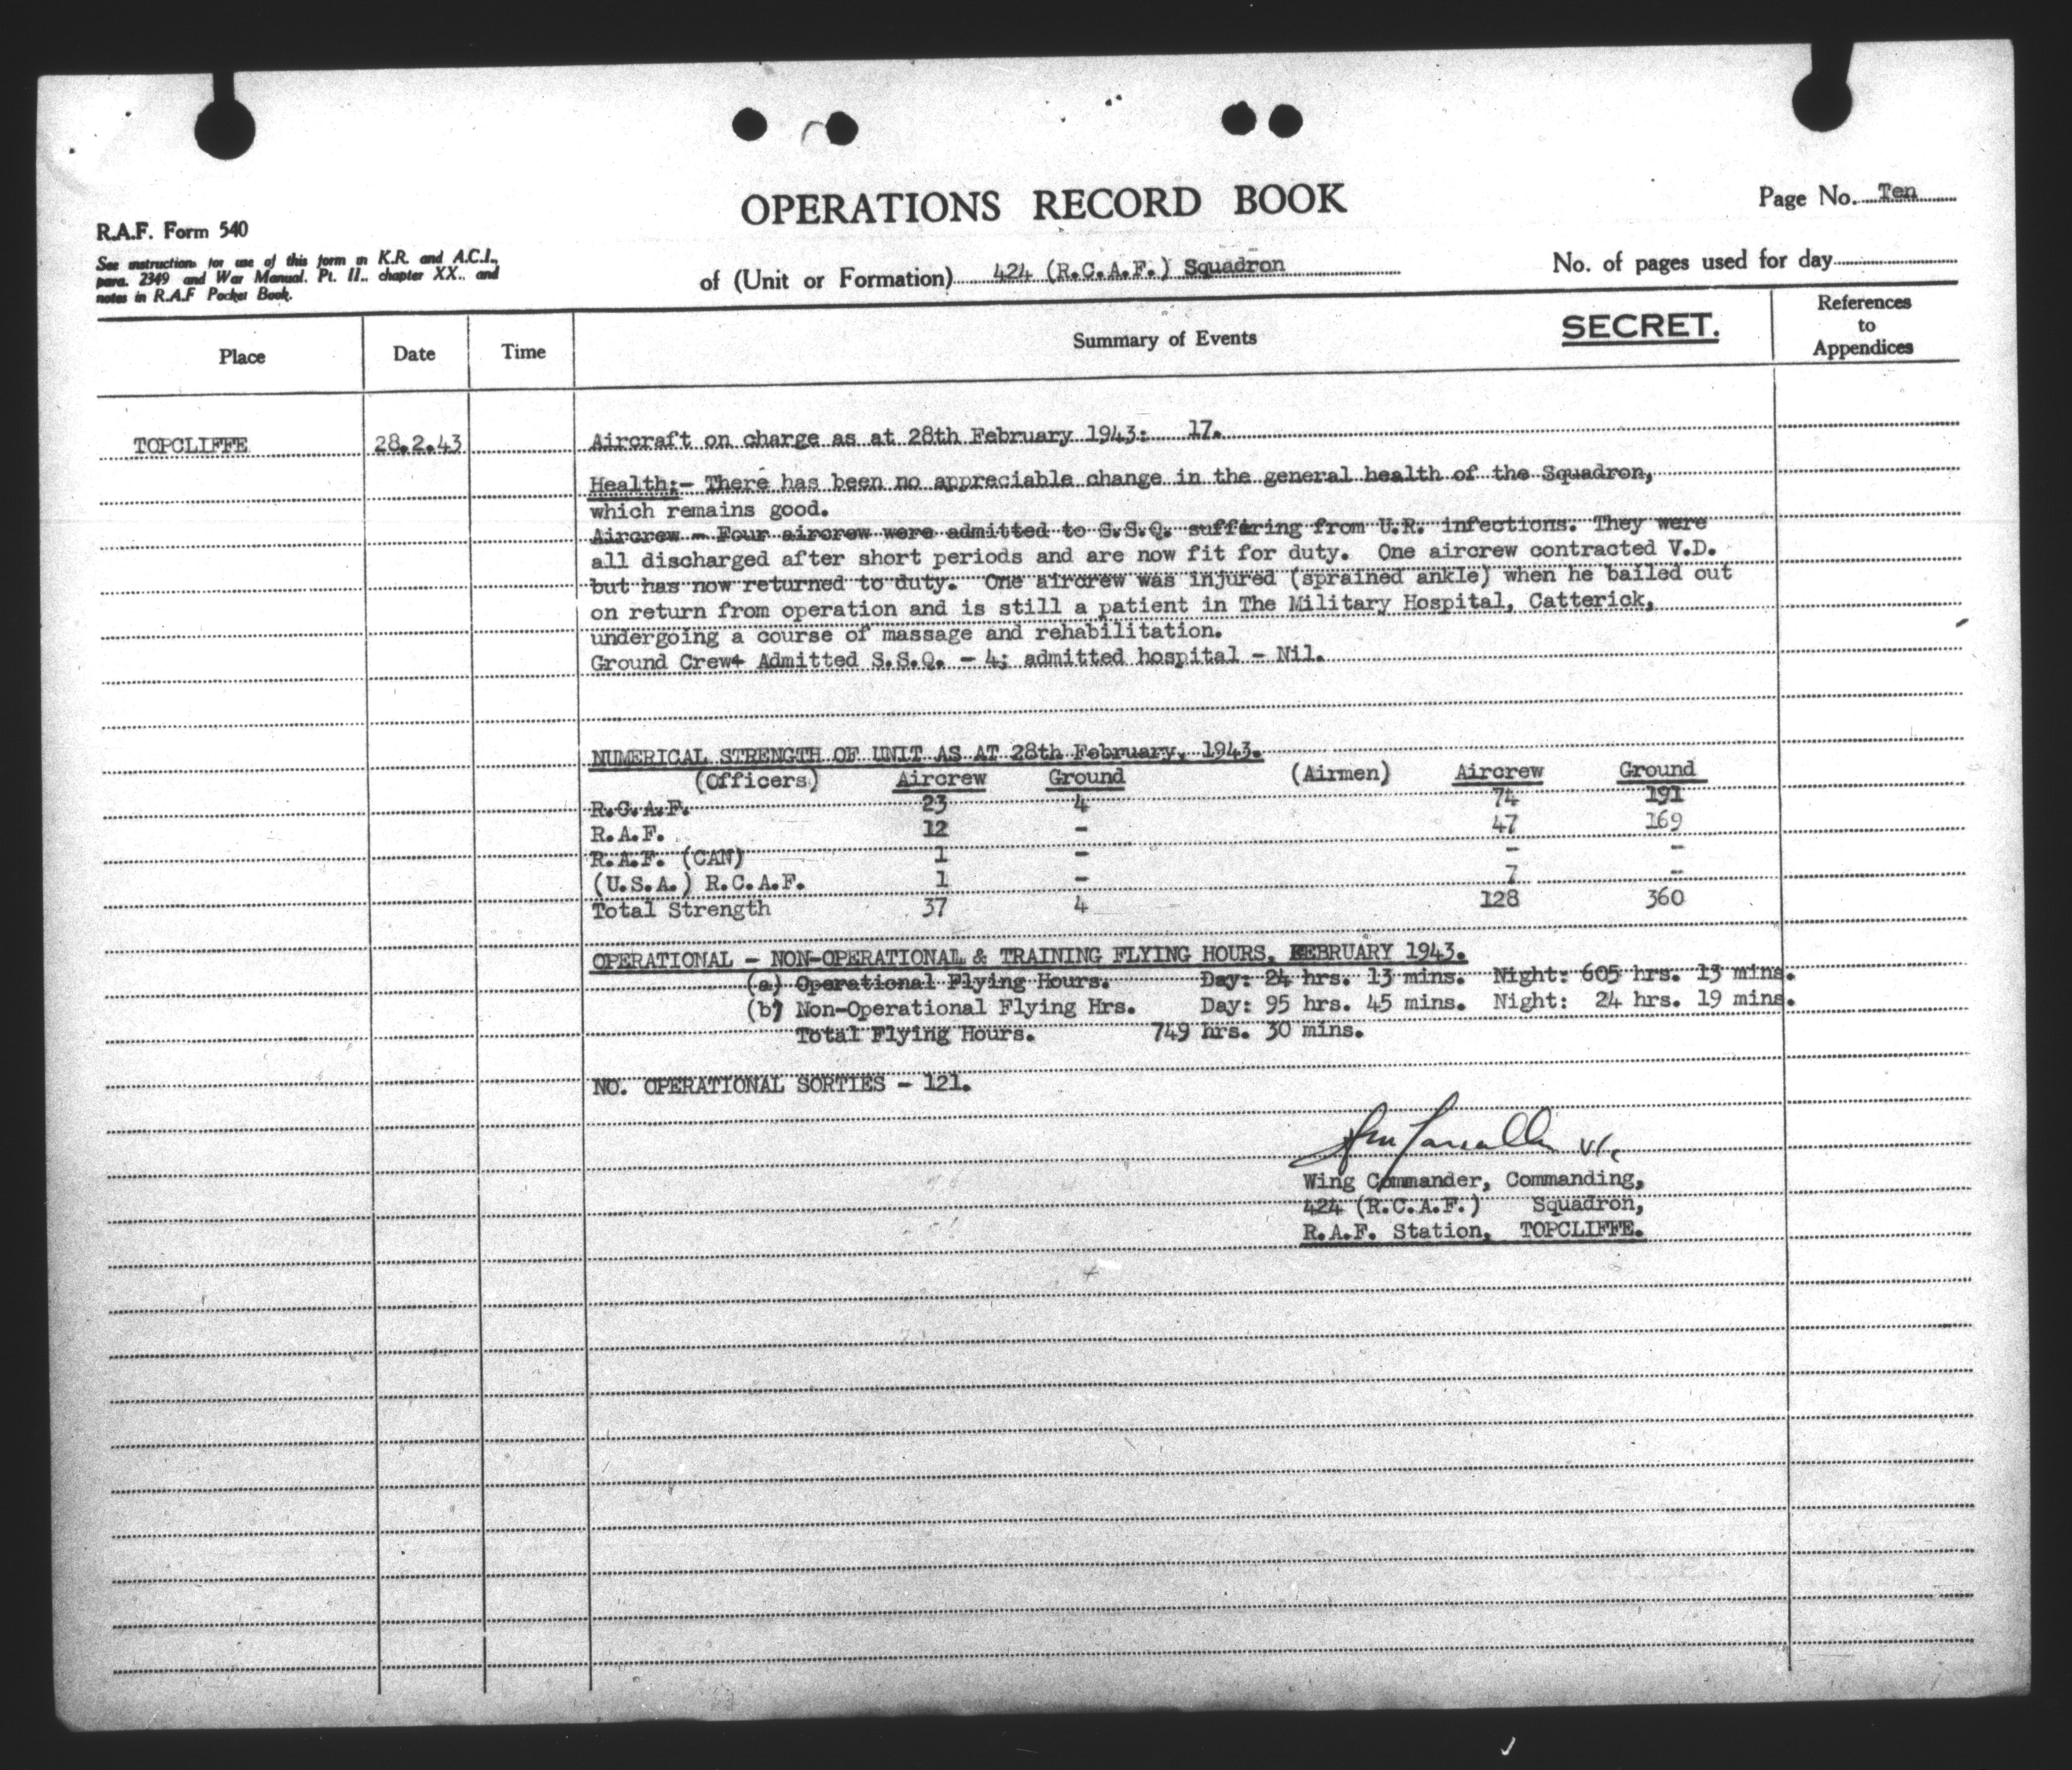 OPERATIONS RECORD BOOK
Page No. Ten
R.A.F. Form 540
See instructions for use of this form in K.R. and A.C.I.,
para. 2349 and War Manual. Pt. II.. chapter XX.. and
notes in R.A.F Pocket Book.
of (Unit or Formation) 424 (R.C.A.F.) Squadron
No. of pages used for day
Place Date Time Summary of Events SECRET. References to Appendices
TOPCLIFFE 28.2.43 Aircraft on charge as at 28th February 1943: 17.
Health:- There has been no appreciable change in the general health of the Squadron,
which remains good.
Aircrew - Four aircrew were admitted to S.S.Q. suffering from U.R. infections. They were
all discharged after short periods and are now fit for duty. One aircrew contracted V.D.
but has now returned to duty. One aircrew was injured (sprained ankle) when he bailed out
on return from operation and is still a patient in The Military Hospital, Catterick,
undergoing a course of massage and rehabilitation.
Ground Crew- Admitted S.S.Q. - 4; admitted hospital - Nil.
NUMERICAL STRENGTH OF UNIT AS AT 28th February, 1943.
(Officers) Aircrew Ground (Airmen) Aircrew Ground
R.C.A.F. 23 4 74 191
R.A.F. 12 - 47 169
R.A.F. (CAN) 1 - - -
(U.S.A.) R.C.A.F. 1 - 7 -
Total Strength 37 4 128 360
OPERATIONAL - NON-OPERATIONAL & TRAINING FLYING HOURS, FEBRUARY 1943.
(a) Operational Flying Hours. Day: 24 hrs. 13 mins. Night: 605 hrs. 13 mins.
(b) Non-Operational Flying Hrs. Day: 95 hrs. 45 mins. Night: 24 hrs. 19 mins.
Total Flying Hours. 749 hrs. 30 mins.
NO. OPERATIONAL SORTIES - 121.
Wing Commander, Commanding,
424 (R.C.A.F.) Squadron,
R.A.F. Station, TOPCLIFFE.